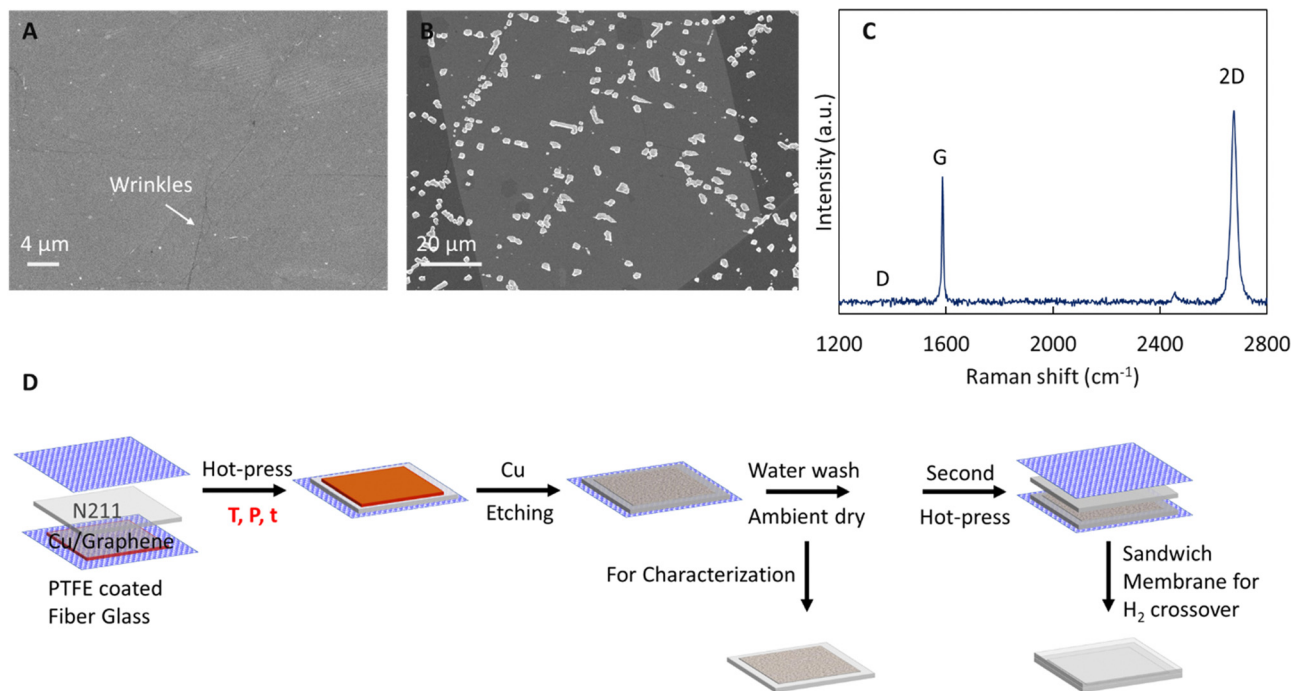 A
Wrinkles
4 μm
B
20 μm
C
Intensity (a.u.)
D
G
2D
1200 1600 2000 2400 2800
Raman shift (cm⁻¹)
D
N211
Cu/Graphene
PTFE coated
Fiber Glass
Hot-press
T, P, t
Cu
Etching
Water wash
Ambient dry
For Characterization
Second
Hot-press
Sandwich
Membrane for
H₂ crossover